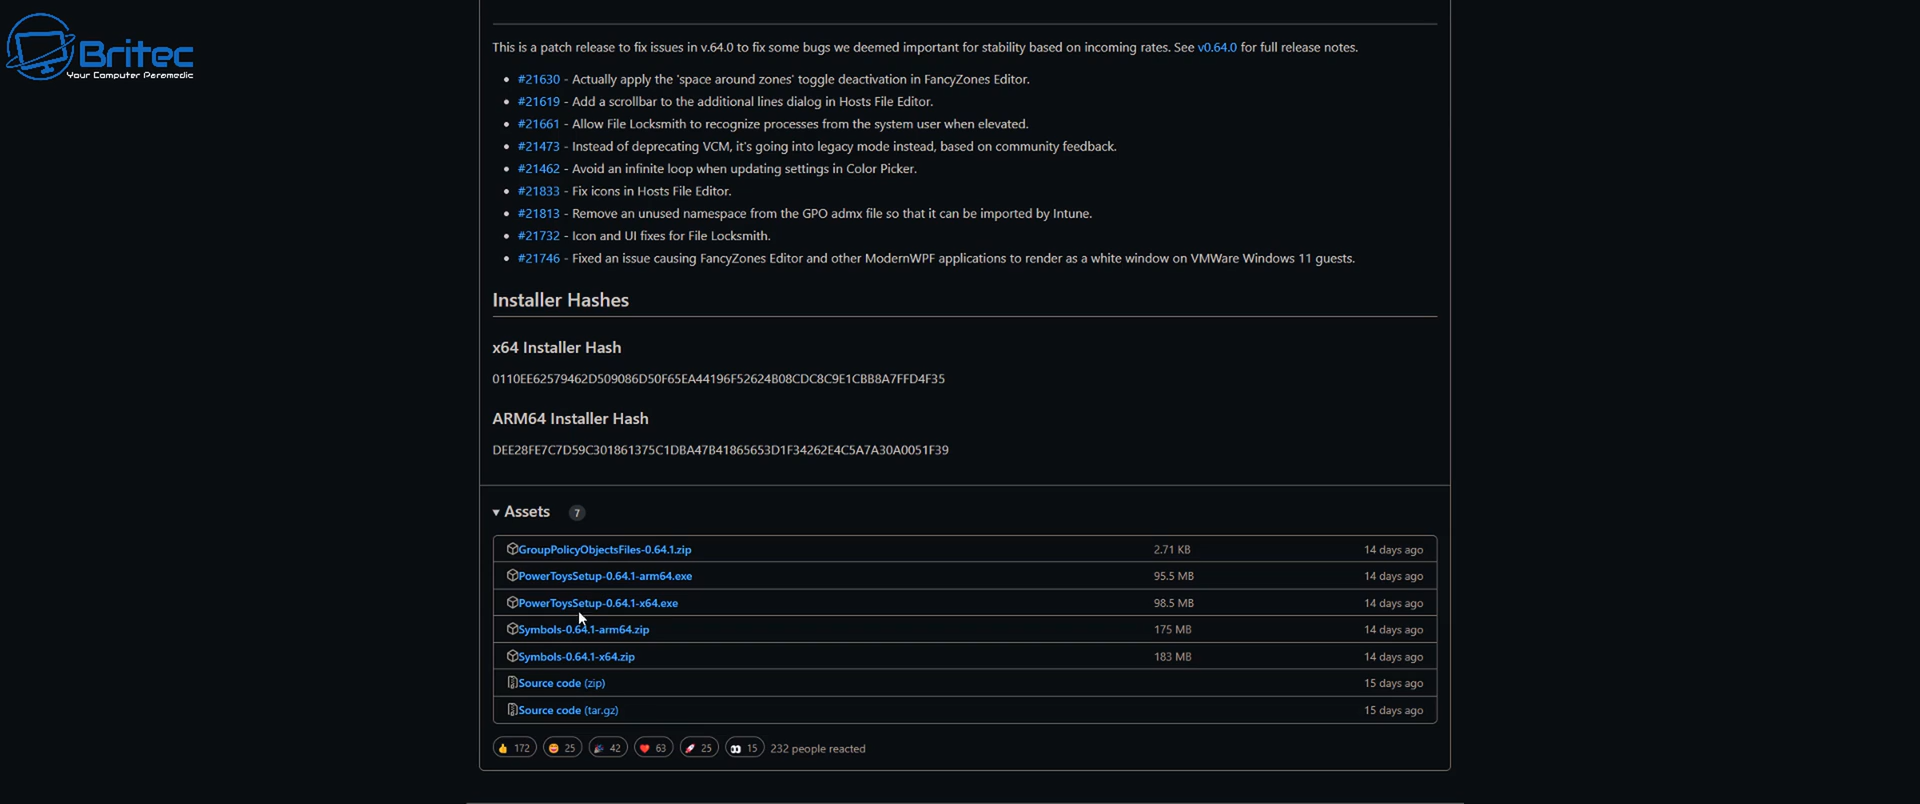 Britec
Your Computer Paramedic
This is a patch release to fix issues in v.64.0 to fix some bugs we deemed important for stability based on incoming rates. See v0.64.0 for full release notes.
#21630 - Actually apply the 'space around zones' toggle deactivation in FancyZones Editor.
#21619 - Add a scrollbar to the additional lines dialog in Hosts File Editor.
#21661 - Allow File Locksmith to recognize processes from the system user when elevated.
#21473 - Instead of deprecating VCM, it's going into legacy mode instead, based on community feedback.
#21462 - Avoid an infinite loop when updating settings in Color Picker.
#21833 - Fix icons in Hosts File Editor.
#21813 - Remove an unused namespace from the GPO admx file so that it can be imported by Intune.
#21732 - Icon and UI fixes for File Locksmith.
#21746 - Fixed an issue causing FancyZones Editor and other ModernWPF applications to render as a white window on VMWare Windows 11 guests.
Installer Hashes
x64 Installer Hash
0110EE62579462D509086D50F65EA44196F52624B08CDC8C9E1CBB8A7FFD4F35
ARM64 Installer Hash
DEE28FE7C7D59C301861375C1DBA47B41865653D1F34262E4C5A7A30A0051F39
Assets 7
GroupPolicyObjectsFiles-0.64.1.zip 2.71 KB 14 days ago
PowerToysSetup-0.64.1-arm64.exe 95.5 MB 14 days ago
PowerToysSetup-0.64.1-x64.exe 98.5 MB 14 days ago
Symbols-0.64.1-arm64.zip 175 MB 14 days ago
Symbols-0.64.1-x64.zip 183 MB 14 days ago
Source code (zip) 15 days ago
Source code (tar.gz) 15 days ago
172 25 42 63 25 15 232 people reacted